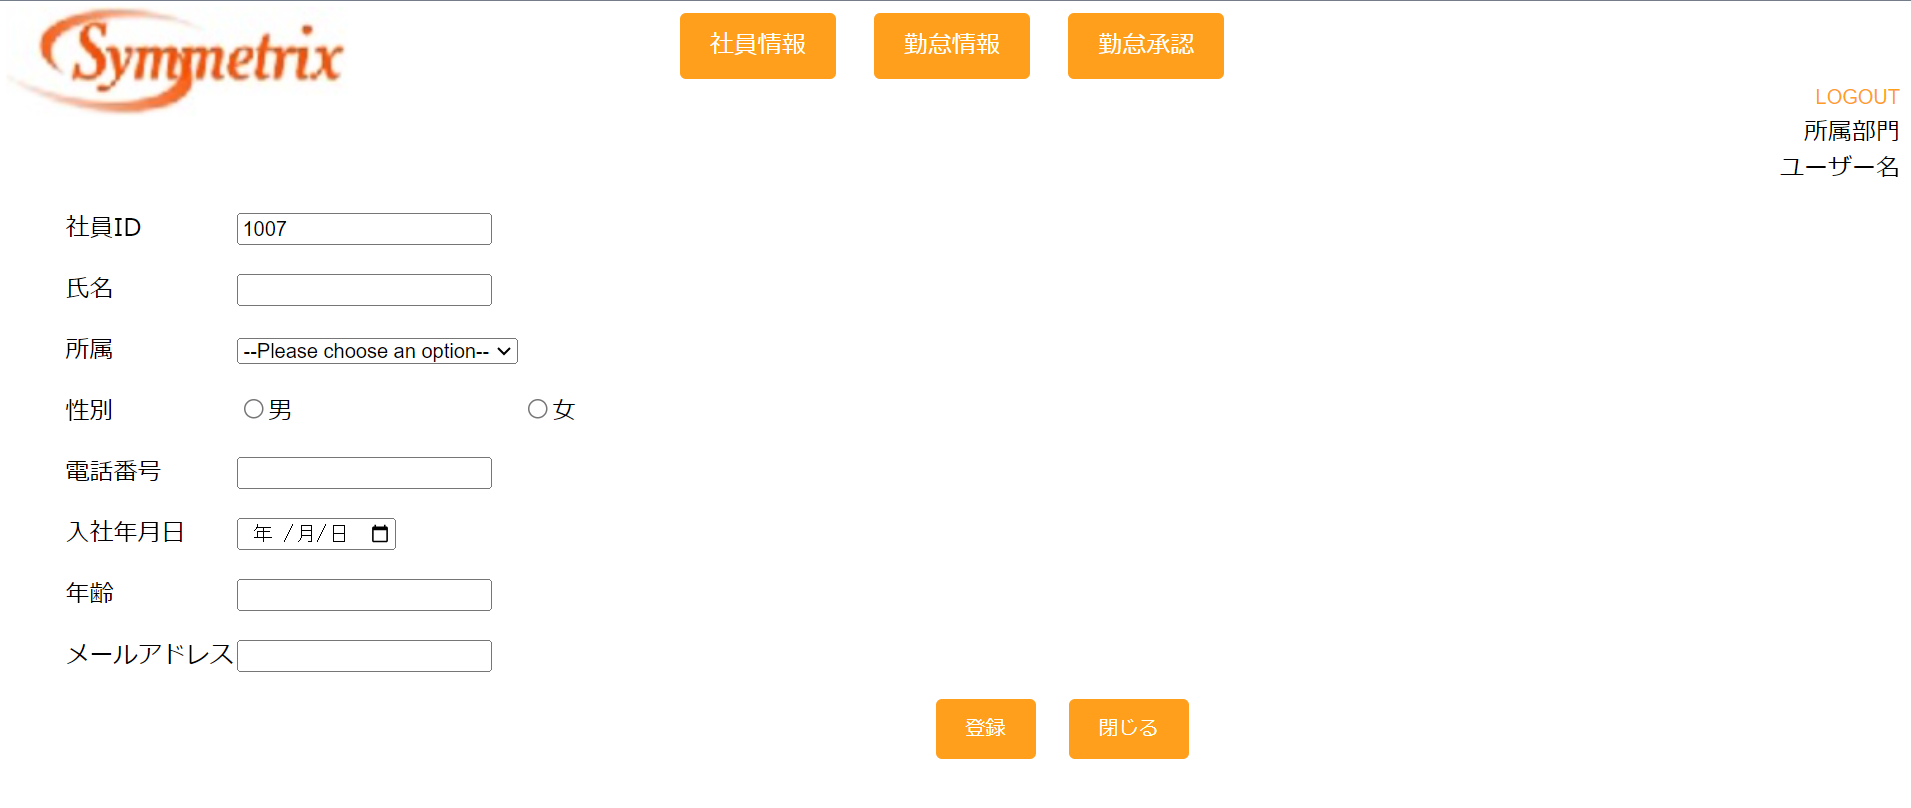 Symmetrix
社員情報 勤怠情報 勤怠承認
LOGOUT
所属部門
ユーザー名
社員ID 1007
氏名
所属 --Please choose an option--
性別 男 女
電話番号
入社年月日 年 /月/日
年齢
メールアドレス
登録 閉じる